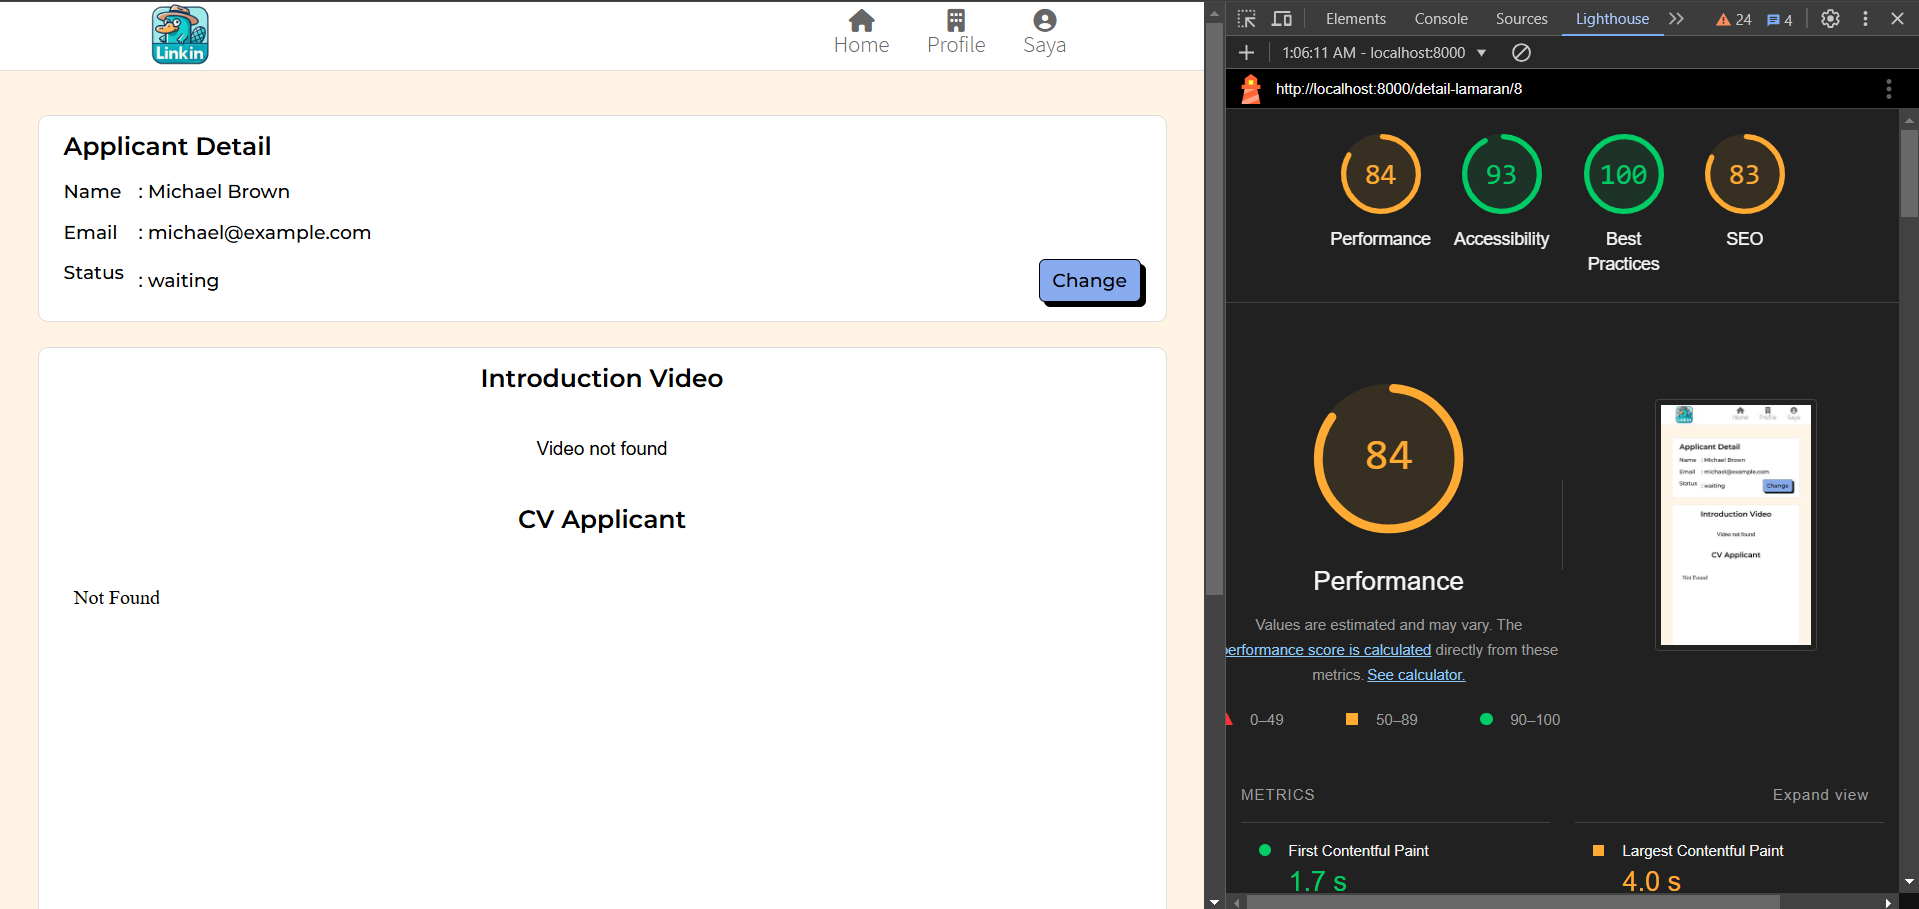 Linkin
Home
Profile
Saya
Applicant Detail
Name : Michael Brown
Email : michael@example.com
Status : waiting
Change
Introduction Video
Video not found
CV Applicant
Not Found
Elements
Console
Sources
Lighthouse
24
4
1:06:11 AM - localhost:8000
http://localhost:8000/detail-lamaran/8
84
Performance
93
Accessibility
100
Best
Practices
83
SEO
84
Performance
Values are estimated and may vary. The
performance score is calculated directly from these
metrics. See calculator.
0–49
50–89
90–100
Linkin
Home
Profile
Saya
Applicant Detail
Name : Michael Brown
Email : michael@example.com
Status : waiting
Change
Introduction Video
Video not found
CV Applicant
Not Found
METRICS
Expand view
First Contentful Paint
1.7 s
Largest Contentful Paint
4.0 s